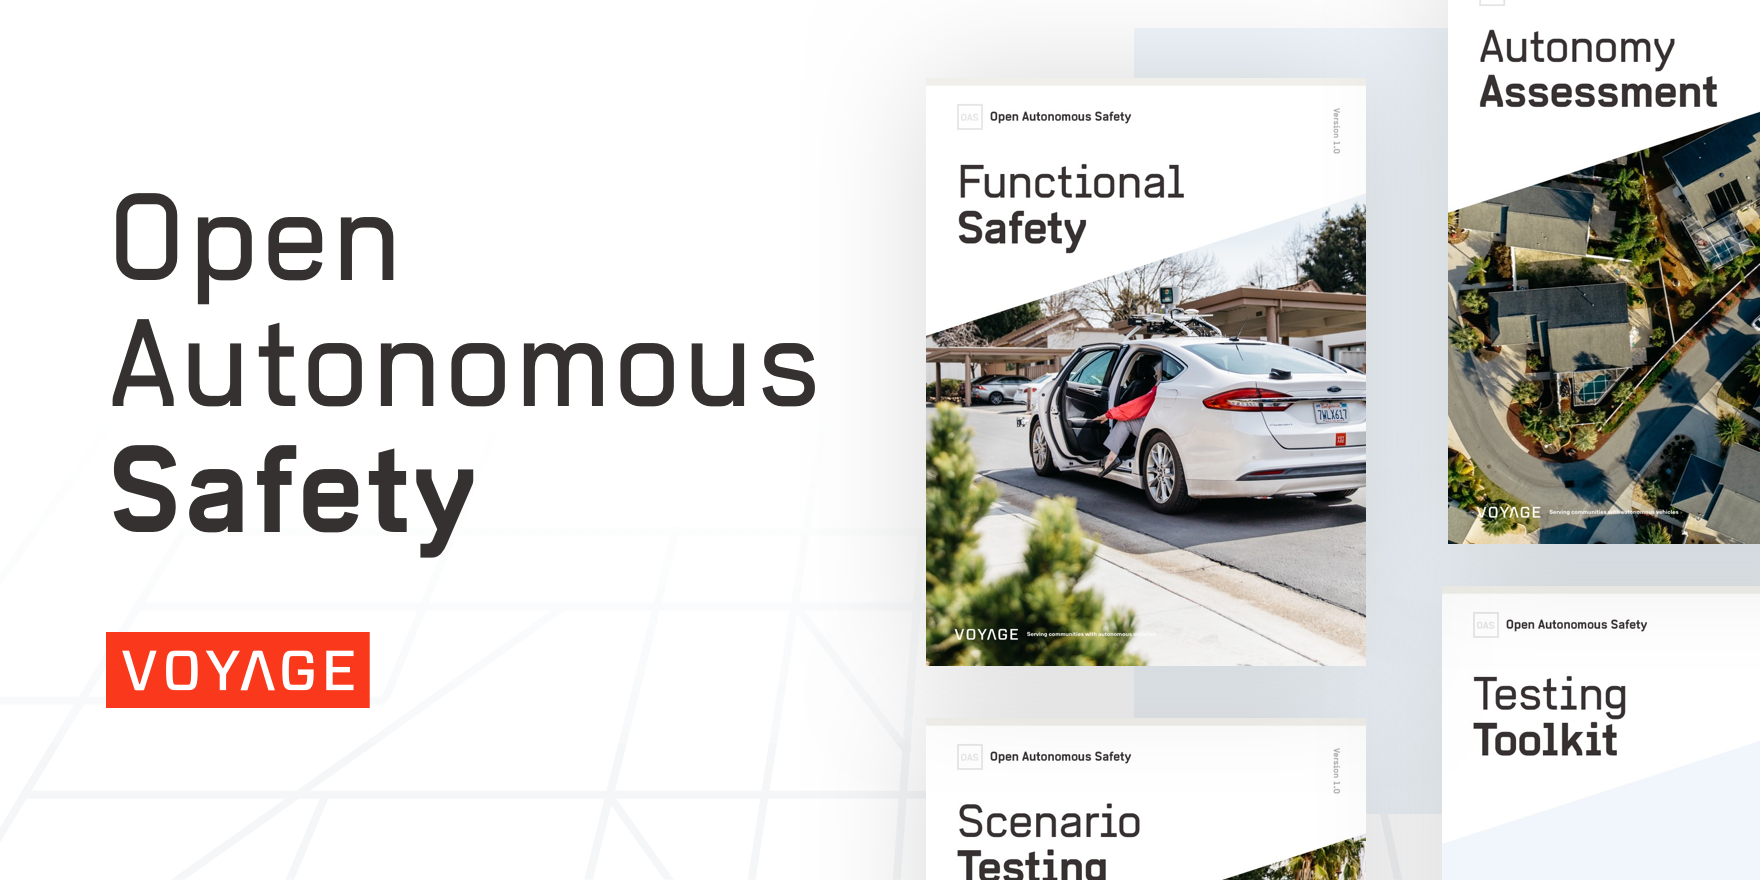 Open
Autonomous
Safety
VOYAGE
OAS Open Autonomous Safety
Version 1.0
Functional
Safety
7WLX617
VOYAGE Serving communities with autonomous vehicles
OAS Open Autonomous Safety
Version 1.0
Scenario
Testing
Autonomy
Assessment
VOYAGE Serving communities with autonomous vehicles
OAS Open Autonomous Safety
Testing
Toolkit